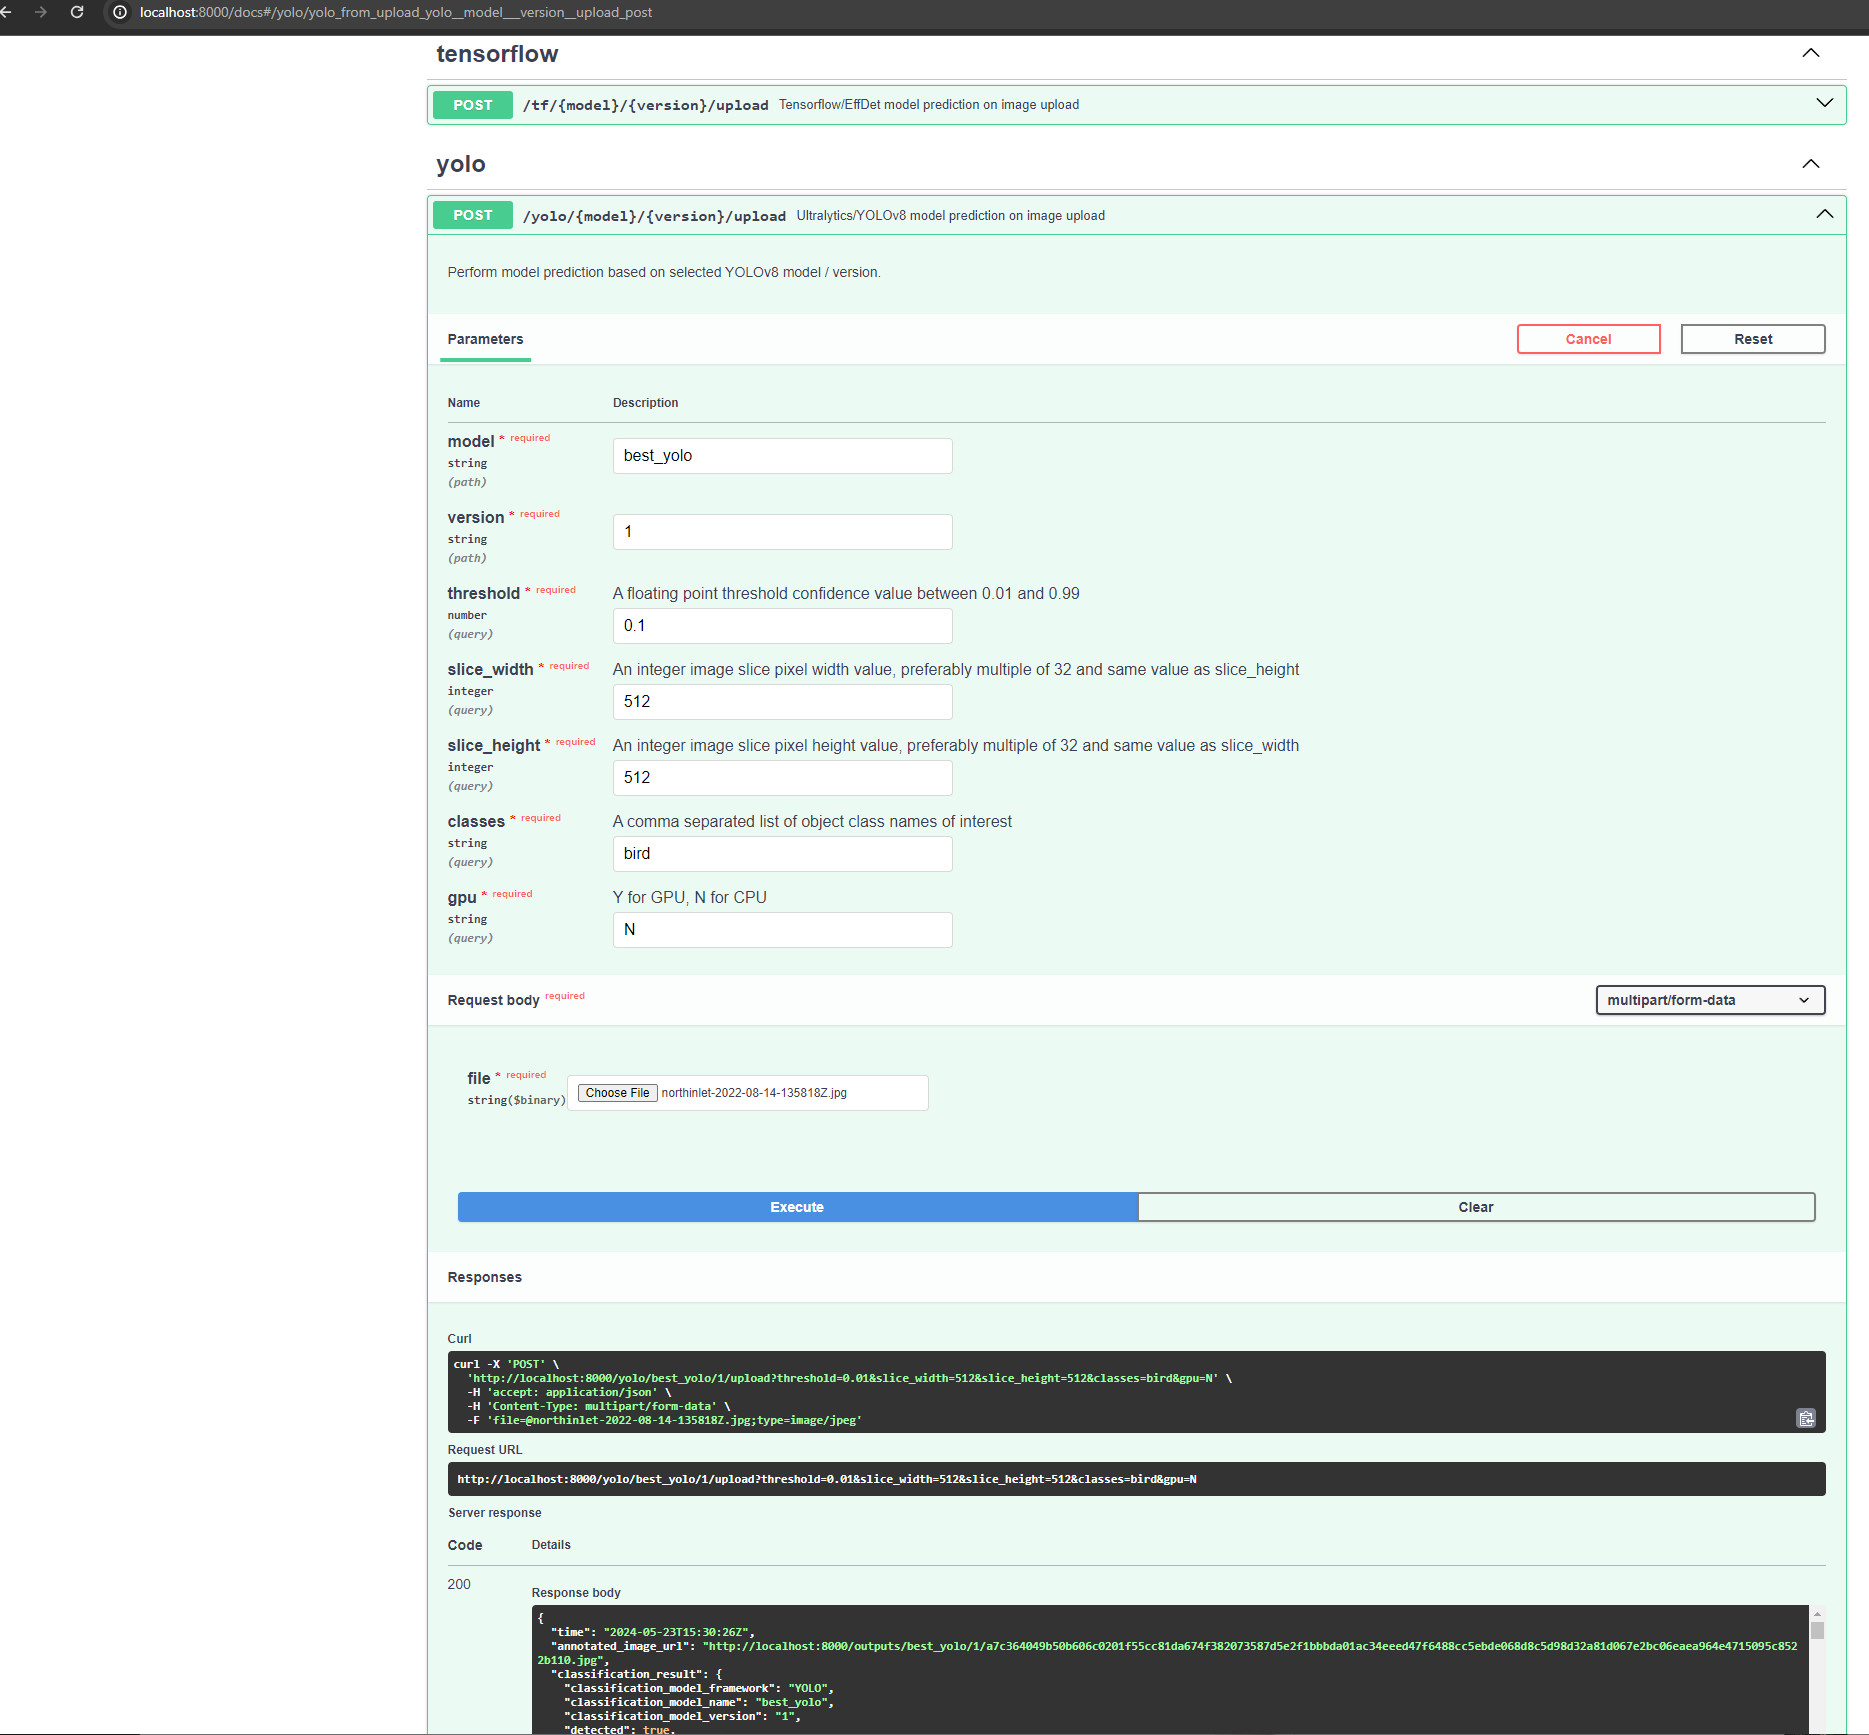 localhost:8000/docs#/yolo/yolo_from_upload_yolo__model___version__upload_post
tensorflow
POST /tf/{model}/{version}/upload Tensorflow/EffDet model prediction on image upload
yolo
POST /yolo/{model}/{version}/upload Ultralytics/YOLOv8 model prediction on image upload
Perform model prediction based on selected YOLOv8 model / version.
Parameters Cancel Reset
Name Description
model * required
string
(path)
best_yolo
version * required
string
(path)
1
threshold * required
number
(query)
A floating point threshold confidence value between 0.01 and 0.99
0.1
slice_width * required
integer
(query)
An integer image slice pixel width value, preferably multiple of 32 and same value as slice_height
512
slice_height * required
integer
(query)
An integer image slice pixel height value, preferably multiple of 32 and same value as slice_width
512
classes * required
string
(query)
A comma separated list of object class names of interest
bird
gpu * required
string
(query)
Y for GPU, N for CPU
N
Request body required multipart/form-data
file * required
string($binary)
Choose File northinlet-2022-08-14-135818Z.jpg
Execute Clear
Responses
Curl
curl -X 'POST' \
'http://localhost:8000/yolo/best_yolo/1/upload?threshold=0.01&slice_width=512&slice_height=512&classes=bird&gpu=N' \
-H 'accept: application/json' \
-H 'Content-Type: multipart/form-data' \
-F 'file=@northinlet-2022-08-14-135818Z.jpg;type=image/jpeg'
Request URL
http://localhost:8000/yolo/best_yolo/1/upload?threshold=0.01&slice_width=512&slice_height=512&classes=bird&gpu=N
Server response
Code Details
200
Response body
{
"time": "2024-05-23T15:30:26Z",
"annotated_image_url": "http://localhost:8000/outputs/best_yolo/1/a7c364049b50b606c0201f55cc81da674f382073587d5e2f1bbbda01ac34eeed47f6488cc5ebde068d8c5d98d32a81d067e2bc06eaea964e4715095c852
2b110.jpg",
"classification_result": {
"classification_model_framework": "YOLO",
"classification_model_name": "best_yolo",
"classification_model_version": "1",
"detected": true,